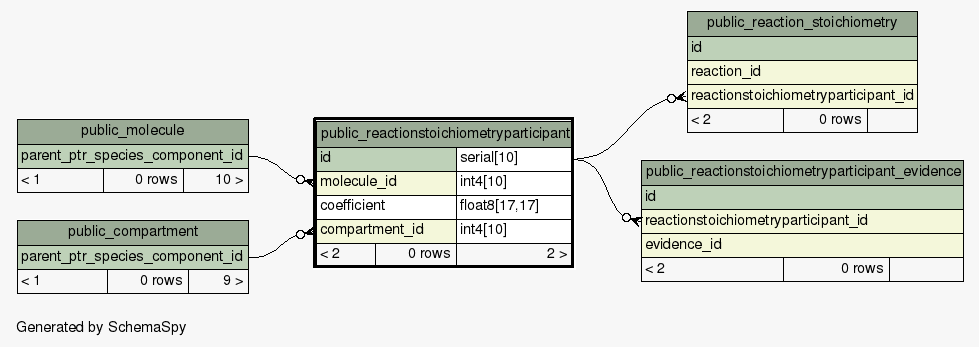 public_molecule
parent_ptr_species_component_id
< 1 0 rows 10 >
public_compartment
parent_ptr_species_component_id
< 1 0 rows 9 >
public_reactionstoichiometryparticipant
id serial[10]
molecule_id int4[10]
coefficient float8[17,17]
compartment_id int4[10]
< 2 0 rows 2 >
public_reaction_stoichiometry
id
reaction_id
reactionstoichiometryparticipant_id
< 2 0 rows
public_reactionstoichiometryparticipant_evidence
id
reactionstoichiometryparticipant_id
evidence_id
< 2 0 rows
Generated by SchemaSpy